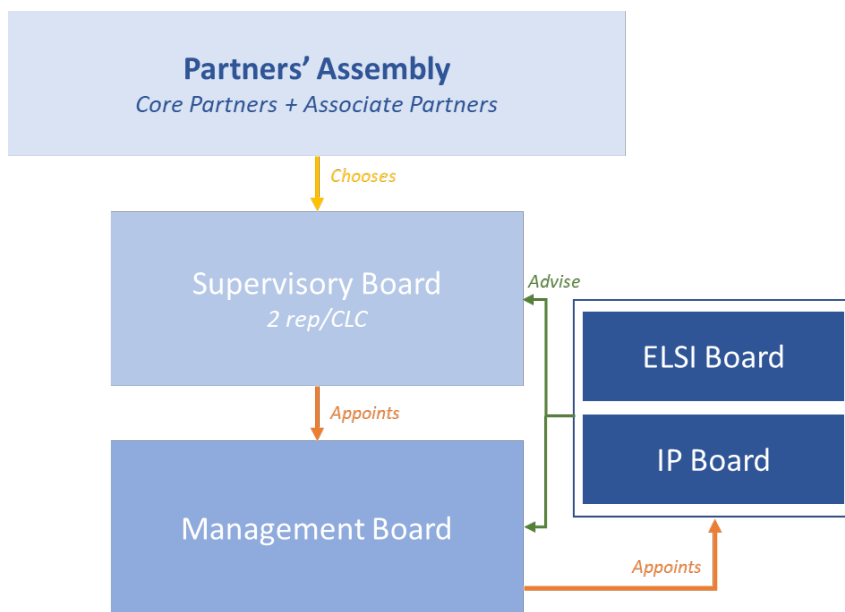 Partners’ Assembly
Core Partners + Associate Partners
Chooses
Supervisory Board
2 rep/CLC
Advise
ELSI Board
Appoints
IP Board
Management Board
Appoints